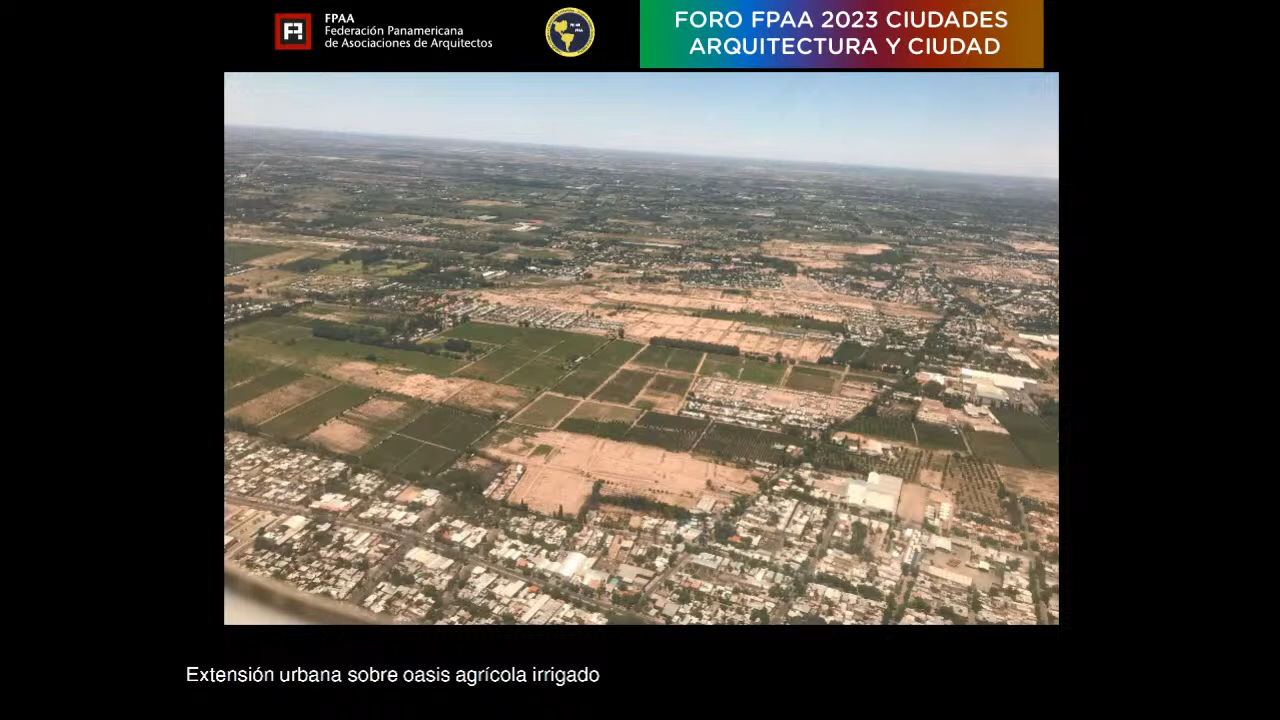 FPAA
Federación Panamericana
de Asociaciones de Arquitectos
FORO FPAA 2023 CIUDADES
ARQUITECTURA Y CIUDAD
Extensión urbana sobre oasis agrícola irrigado